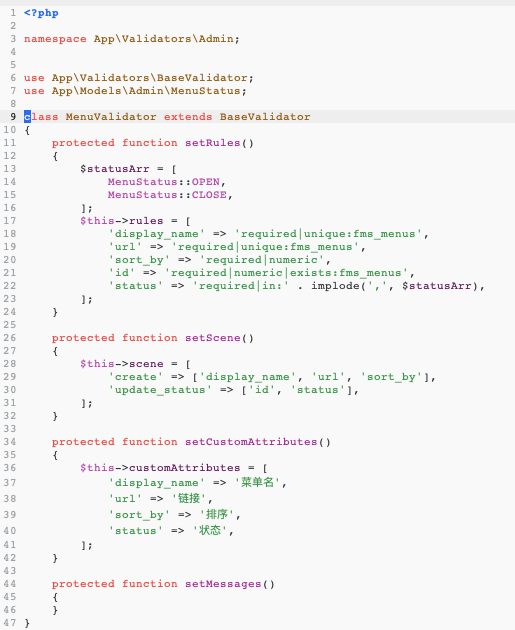 1 <?php
2
3 namespace App\Validators\Admin;
4
5
6 use App\Validators\BaseValidator;
7 use App\Models\Admin\MenuStatus;
8
9 class MenuValidator extends BaseValidator
10 {
11     protected function setRules()
12     {
13         $statusArr = [
14             MenuStatus::OPEN,
15             MenuStatus::CLOSE,
16         ];
17         $this->rules = [
18             'display_name' => 'required|unique:fms_menus',
19             'url' => 'required|unique:fms_menus',
20             'sort_by' => 'required|numeric',
21             'id' => 'required|numeric|exists:fms_menus',
22             'status' => 'required|in:' . implode(',', $statusArr),
23         ];
24     }
25
26     protected function setScene()
27     {
28         $this->scene = [
29             'create' => ['display_name', 'url', 'sort_by'],
30             'update_status' => ['id', 'status'],
31         ];
32     }
33
34     protected function setCustomAttributes()
35     {
36         $this->customAttributes = [
37             'display_name' => '菜单名',
38             'url' => '链接',
39             'sort_by' => '排序',
40             'status' => '状态',
41         ];
42     }
43
44     protected function setMessages()
45     {
46     }
47 }